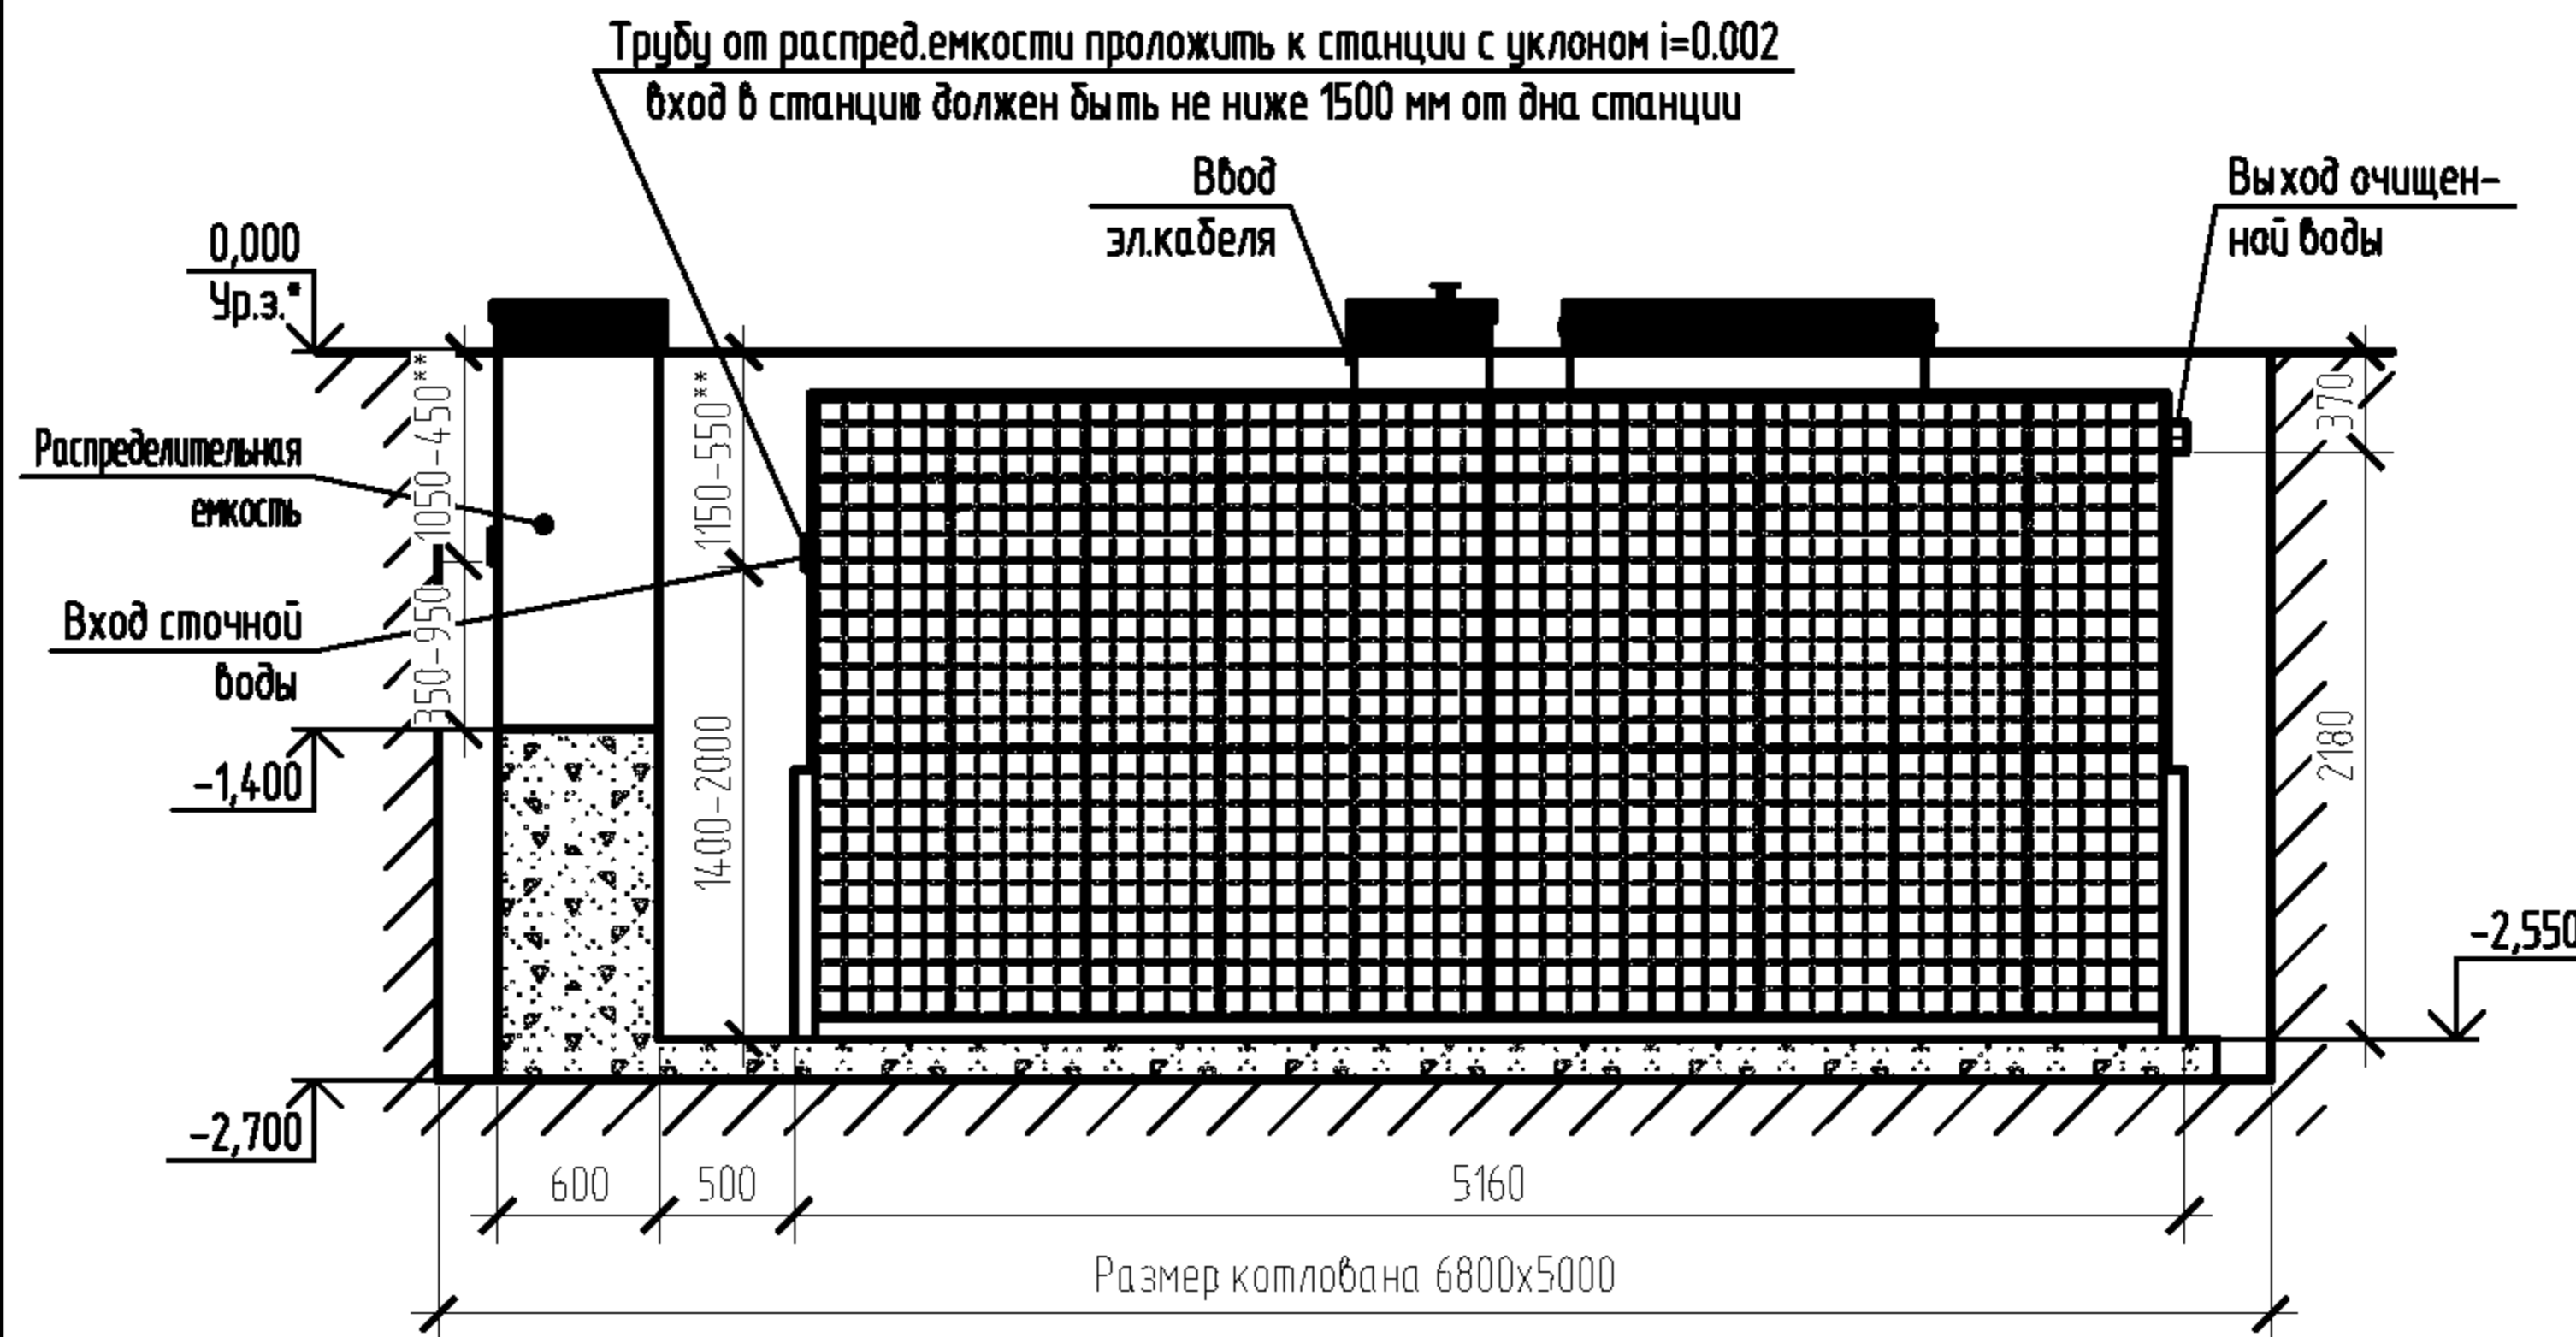 Трубу от распред.емкости проложить к станции с уклоном i=0.002
вход в станцию должен быть не ниже 1500 мм от дна станции
Ввод
эл.кабеля
Выход очищен-
ной воды
0,000
Ур.з.*
Распределительная
емкость
Вход сточной
воды
1050-450**
350-950
1150-550**
1400-2000
370
2180
-1,400
-2,550
-2,700
600
500
5160
Размер котлована 6800х5000